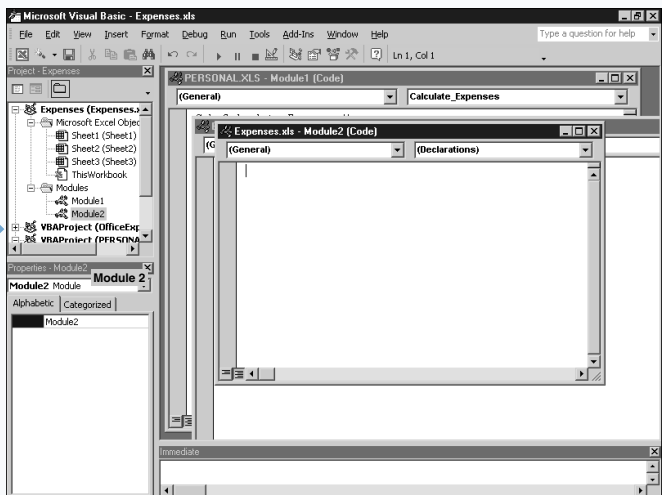 Microsoft Visual Basic - Expenses.xls
File Edit View Insert Format Debug Run Tools Add-Ins Window Help
Type a question for help
Ln 1, Col 1
Project - Expenses
Expenses (Expenses.x
Microsoft Excel Objec
Sheet1 (Sheet1)
Sheet2 (Sheet2)
Sheet3 (Sheet3)
ThisWorkbook
Modules
Module1
Module2
VBAProject (OfficeExp
VBAProject (PERSONA
Properties - Module2
Module 2
Module2 Module
Alphabetic Categorized
Module2
PERSONAL.XLS - Module1 (Code)
(General) Calculate_Expenses
(G
Expenses.xls - Module2 (Code)
(General) (Declarations)
Immediate